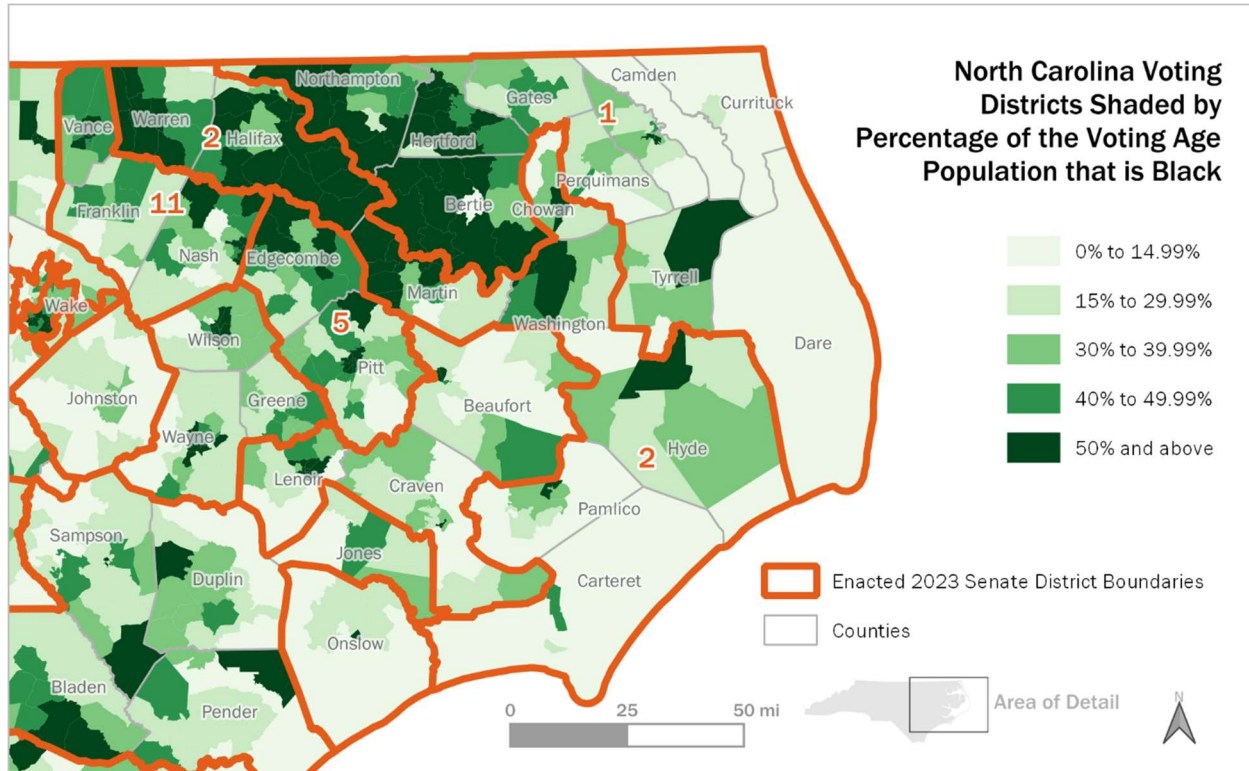 North Carolina Voting
Districts Shaded by
Percentage of the Voting Age
Population that is Black
0% to 14.99%
15% to 29.99%
30% to 39.99%
40% to 49.99%
50% and above
Enacted 2023 Senate District Boundaries
Counties
Area of Detail
N
0 25 50 mi
Northampton
Camden
Gates
Currituck
Vance
Warren
2
Halifax
Hertford
1
Perquimans
Franklin
11
Bertie
Chowan
Nash
Edgecombe
Tyrrell
Wake
Martin
Washington
5
Wilson
Dare
Pitt
Johnston
Greene
Beaufort
Wayne
Hyde
2
Lenoir
Craven
Pamlico
Sampson
Jones
Duplin
Carteret
Onslow
Bladen
Pender